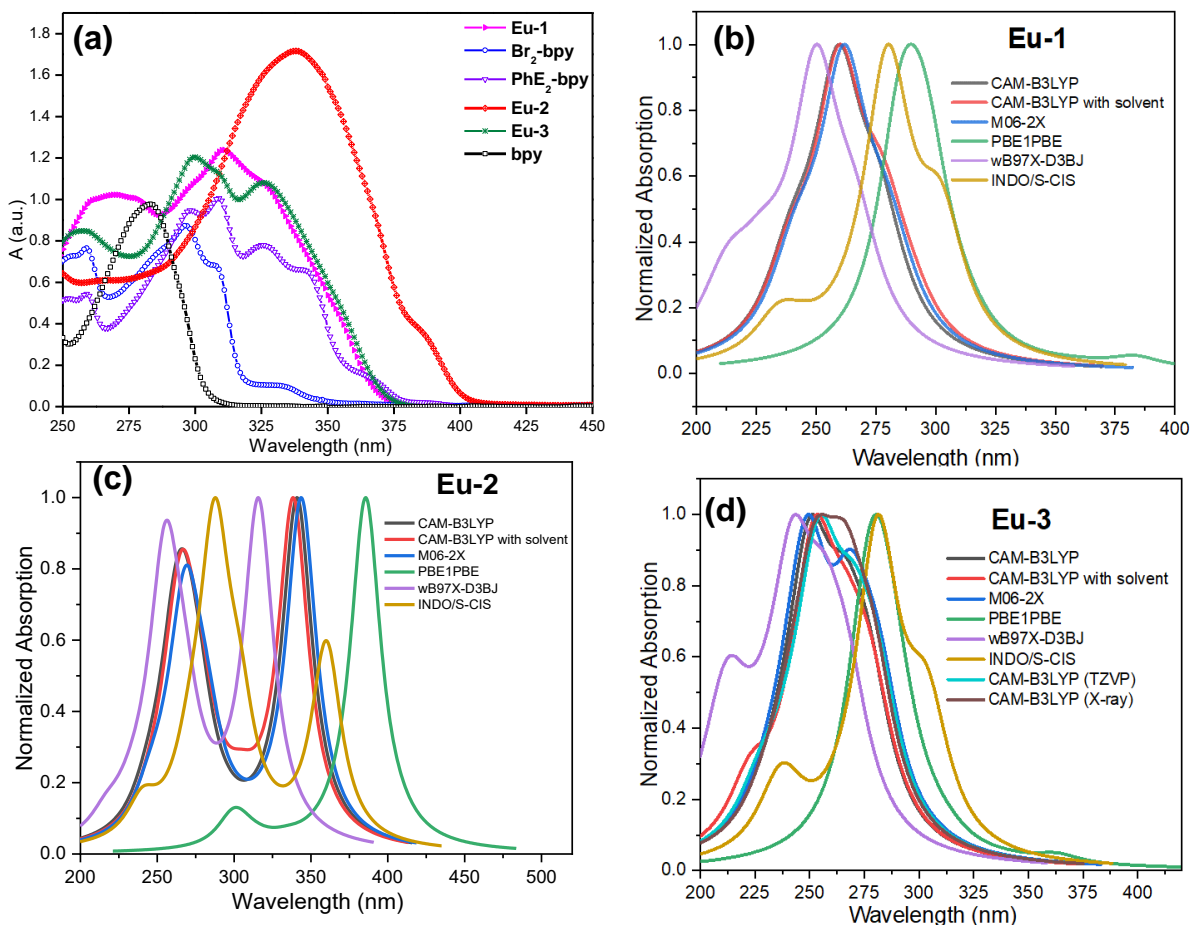 (a)
Eu-1
Br2-bpy
PhE2-bpy
Eu-2
Eu-3
bpy
A (a.u.)
1.8
1.6
1.4
1.2
1.0
0.8
0.6
0.4
0.2
0.0
250 275 300 325 350 375 400 425 450
Wavelength (nm)
(b)
Eu-1
CAM-B3LYP
CAM-B3LYP with solvent
M06-2X
PBE1PBE
wB97X-D3BJ
INDO/S-CIS
Normalized Absorption
1.0
0.8
0.6
0.4
0.2
0.0
200 225 250 275 300 325 350 375 400
Wavelength (nm)
(c)
Eu-2
CAM-B3LYP
CAM-B3LYP with solvent
M06-2X
PBE1PBE
wB97X-D3BJ
INDO/S-CIS
Normalized Absorption
1.0
0.8
0.6
0.4
0.2
0.0
200 250 300 350 400 450 500
Wavelength (nm)
(d)
Eu-3
CAM-B3LYP
CAM-B3LYP with solvent
M06-2X
PBE1PBE
wB97X-D3BJ
INDO/S-CIS
CAM-B3LYP (TZVP)
CAM-B3LYP (X-ray)
Normalized Absorption
1.0
0.8
0.6
0.4
0.2
0.0
200 225 250 275 300 325 350 375 400
Wavelength (nm)